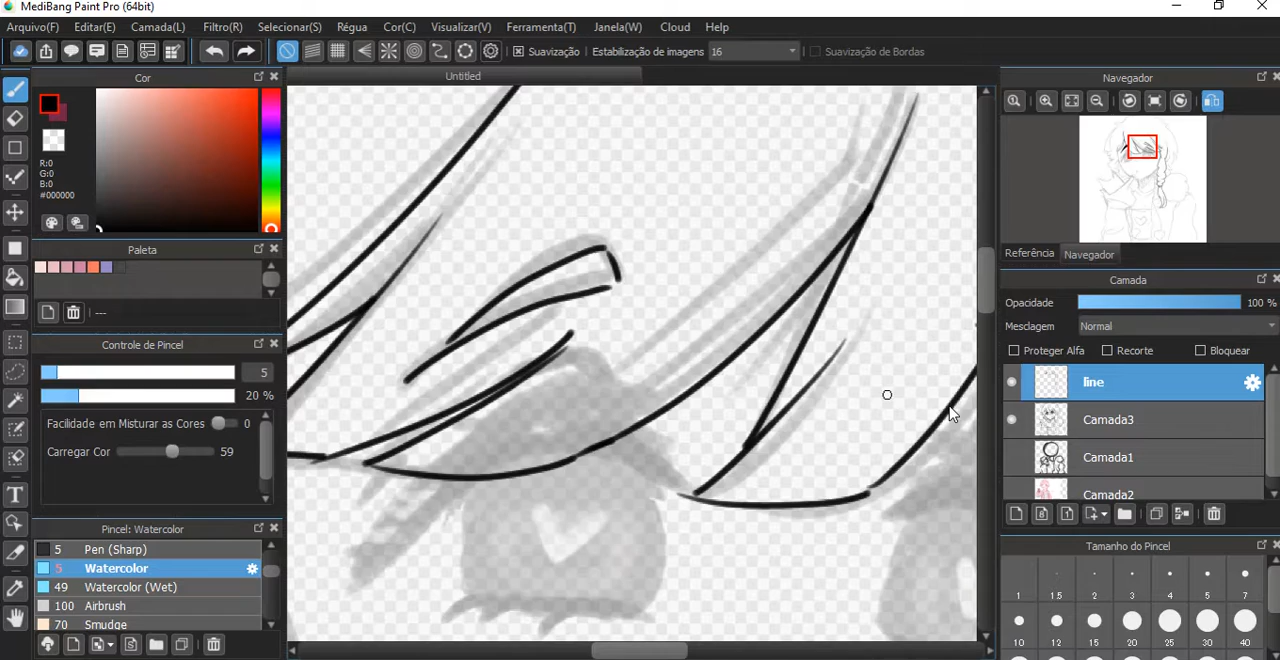 MediBang Paint Pro (64bit)
Arquivo(F) Editar(E) Camada(L) Filtro(R) Selecionar(S) Régua Cor(C) Visualizar(V) Ferramenta(T) Janela(W) Cloud Help
Suavização Estabilização de imagens 16 Suavização de Bordas
Cor
Untitled
Navegador
R:0
G:0
B:0
#000000
Paleta
---
Referência Navegador
Camada
Opacidade 100 %
Mesclagem Normal
Proteger Alfa Recorte Bloquear
line
Camada3
Camada1
Camada2
Controle de Pincel
5
20 %
Facilidade em Misturar as Cores 0
Carregar Cor 59
Pincel: Watercolor
5 Pen (Sharp)
5 Watercolor
49 Watercolor (Wet)
100 Airbrush
70 Smudge
Tamanho do Pincel
1 1.5 2 3 4 5 7
10 12 15 20 25 30 40
T